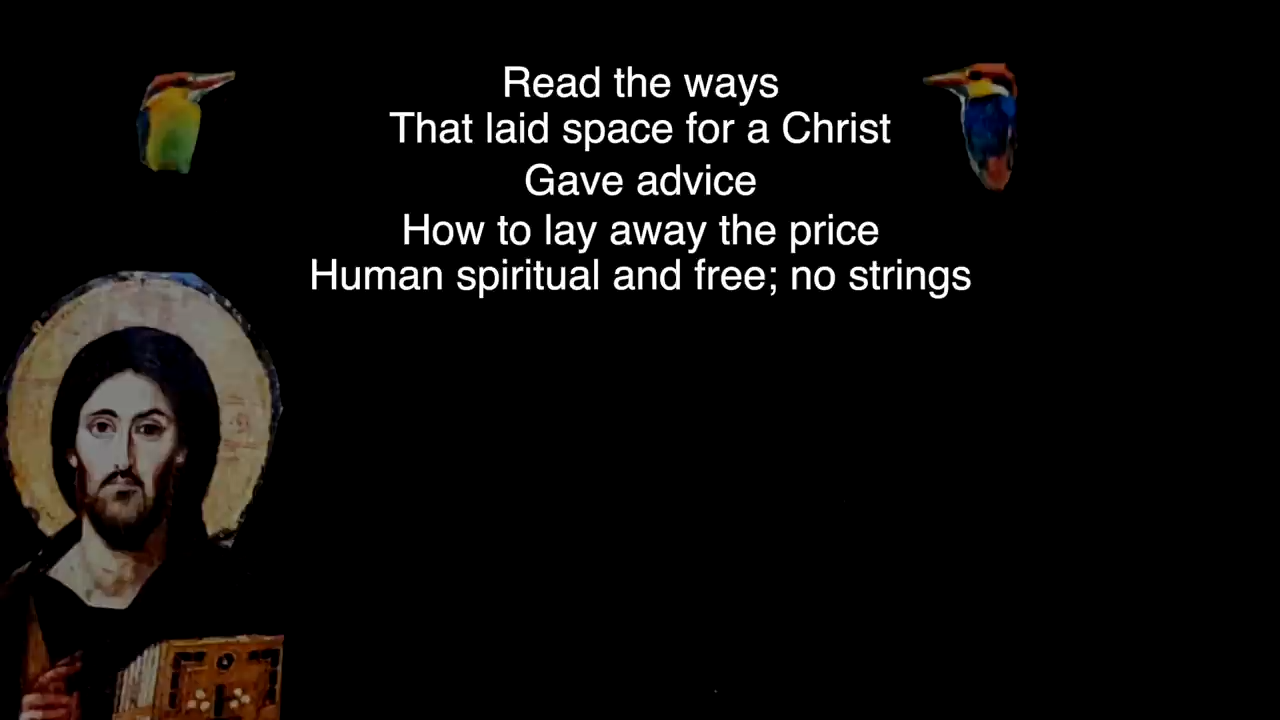 Read the ways
That laid space for a Christ
Gave advice
How to lay away the price
Human spiritual and free; no strings